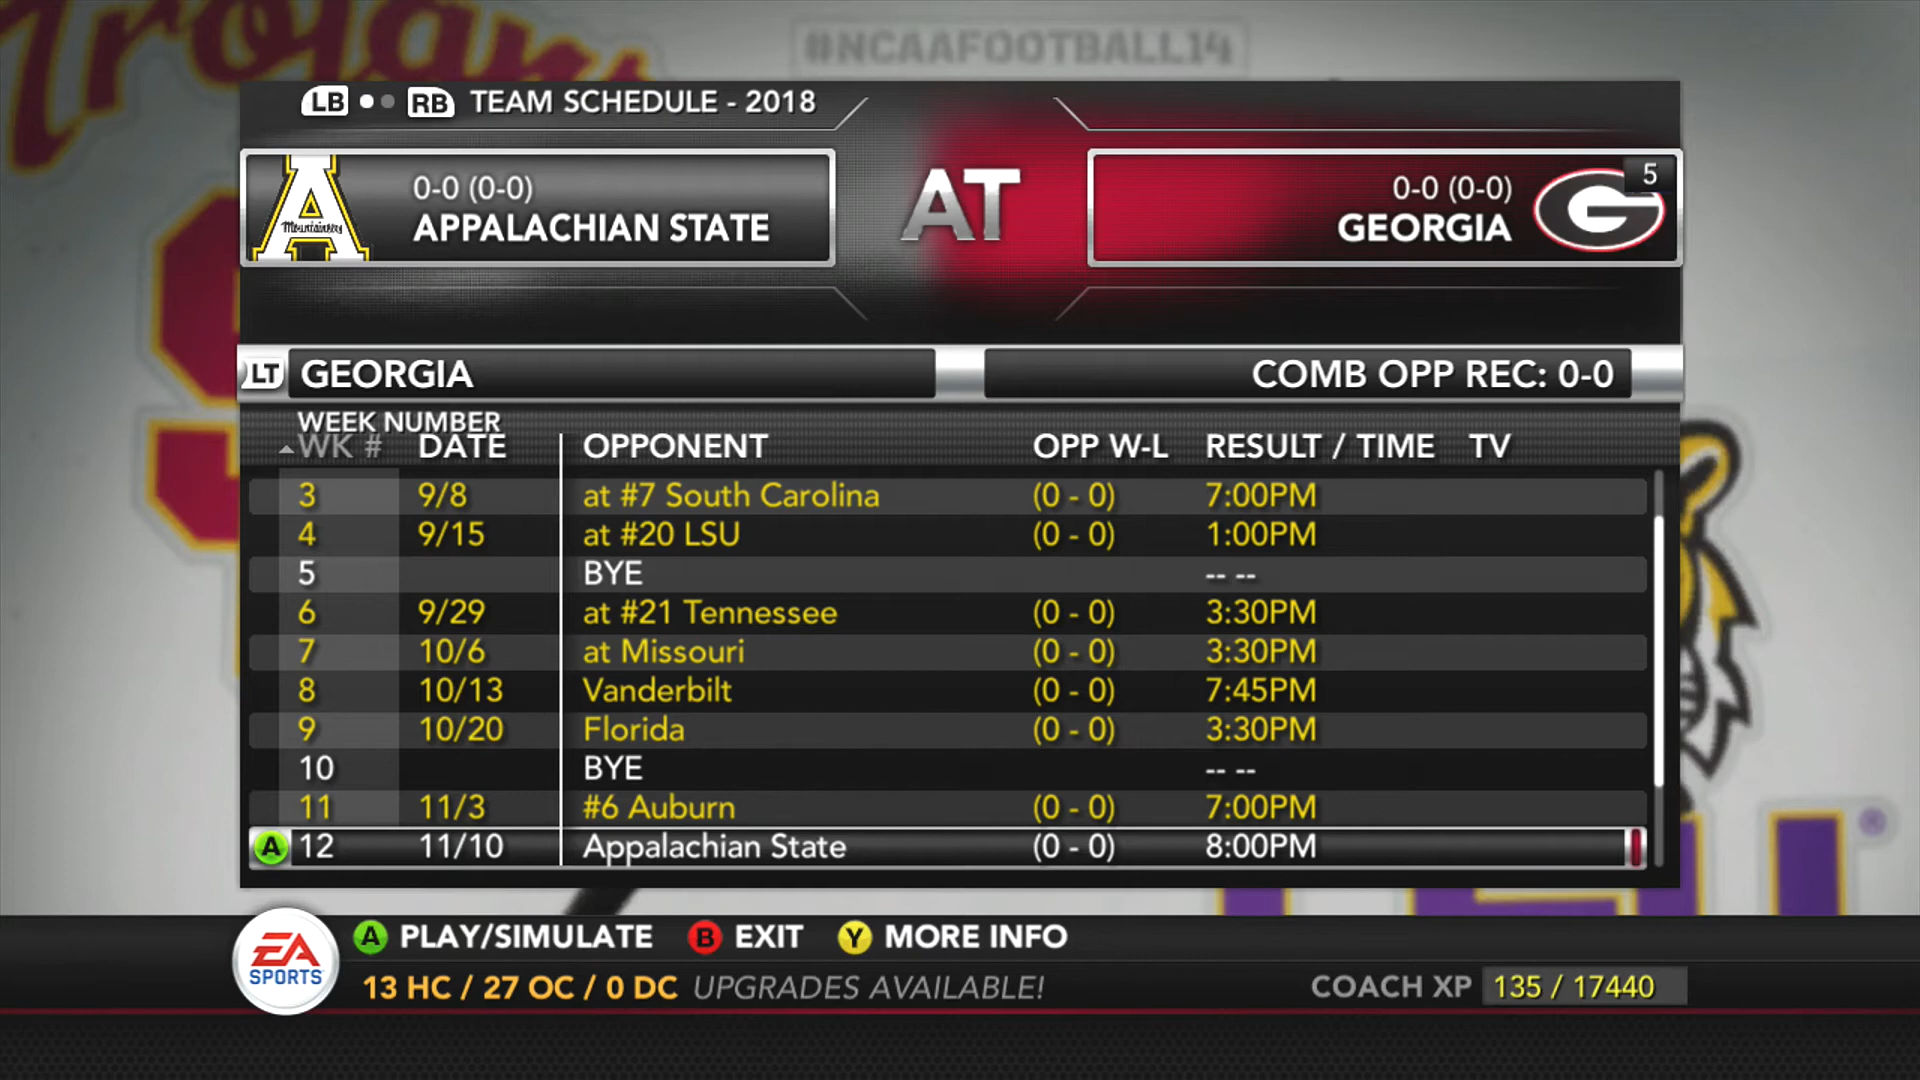 Trojans
#NCAAFOOTBALL14
LB RB TEAM SCHEDULE - 2018
0-0 (0-0)
APPALACHIAN STATE
Mountaineers
AT
5
0-0 (0-0)
GEORGIA
G
LT GEORGIA COMB OPP REC: 0-0
WEEK NUMBER
WK # DATE OPPONENT OPP W-L RESULT / TIME TV
3 9/8 at #7 South Carolina (0 - 0) 7:00PM
4 9/15 at #20 LSU (0 - 0) 1:00PM
5 BYE -- --
6 9/29 at #21 Tennessee (0 - 0) 3:30PM
7 10/6 at Missouri (0 - 0) 3:30PM
8 10/13 Vanderbilt (0 - 0) 7:45PM
9 10/20 Florida (0 - 0) 3:30PM
10 BYE -- --
11 11/3 #6 Auburn (0 - 0) 7:00PM
A 12 11/10 Appalachian State (0 - 0) 8:00PM
EA SPORTS
A PLAY/SIMULATE B EXIT Y MORE INFO
13 HC / 27 OC / 0 DC UPGRADES AVAILABLE! COACH XP 135 / 17440